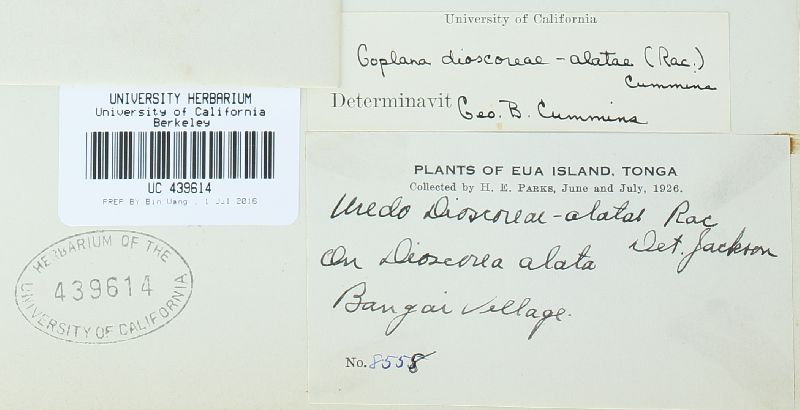 University of California
Goplana dioscoreae-alatae (Rac.)
Cummins
Determinavit Geo. B. Cummins
UNIVERSITY HERBARIUM
University of California
Berkeley
UC 439614
PREP By Bin Wang , 1 Jul 2016
HERBARIUM OF THE
439614
UNIVERSITY OF CALIFORNIA
PLANTS OF EUA ISLAND, TONGA
Collected by H. E. PARKS, June and July, 1926.
Uredo Dioscoreae-alatae Rac
Det. Jackson
On Dioscorea alata
Bangai Village.
No. 8558